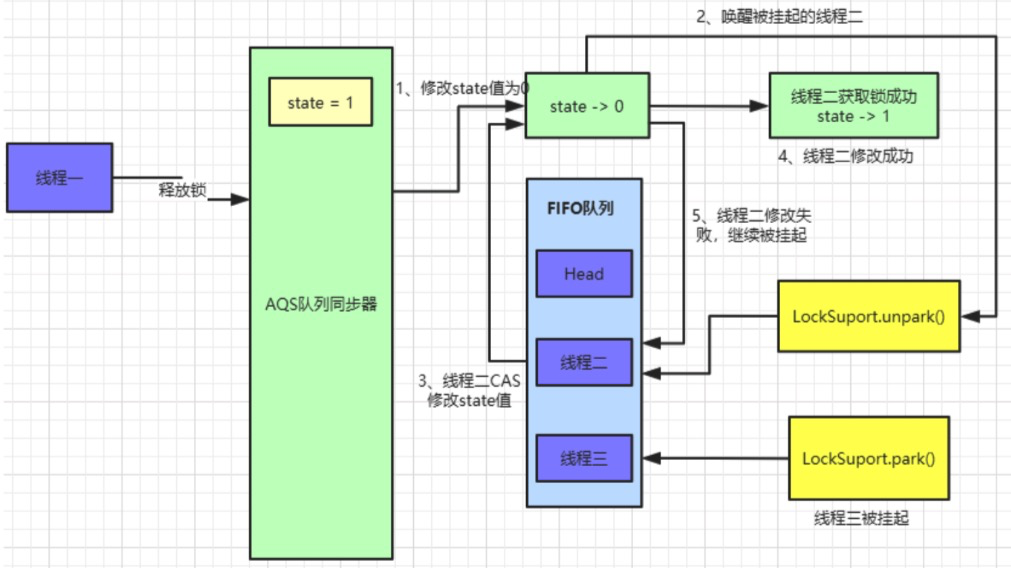 2、唤醒被挂起的线程二
state = 1
1、修改state值为0
state -> 0
线程二获取锁成功
state -> 1
4、线程二修改成功
线程一
释放锁
FIFO队列
5、线程二修改失
败，继续被挂起
Head
AQS队列同步器
LockSuport.unpark()
线程二
3、线程二CAS
修改state值
线程三
LockSuport.park()
线程三被挂起